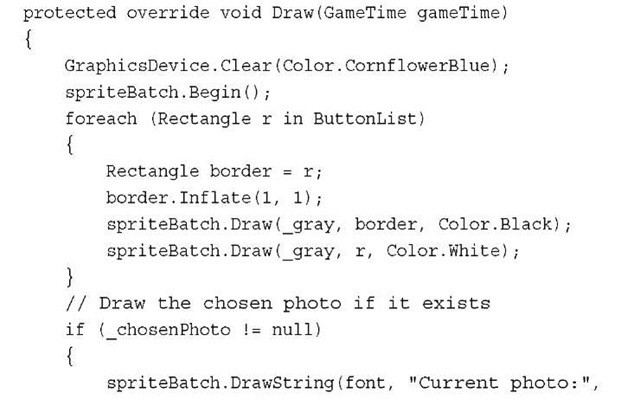 protected override void Draw(GameTime gameTime)
{
GraphicsDevice.Clear(Color.CornflowerBlue);
spriteBatch.Begin();
foreach (Rectangle r in ButtonList)
{
Rectangle border = r;
border.Inflate(1, 1);
spriteBatch.Draw(_gray, border, Color.Black);
spriteBatch.Draw(_gray, r, Color.White);
}
// Draw the chosen photo if it exists
if (_chosenPhoto != null)
{
spriteBatch.DrawString(font, "Current photo:",